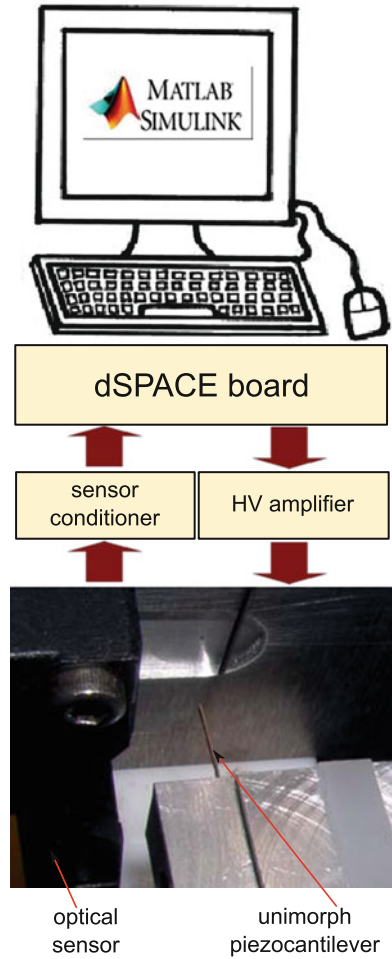 MATLAB
SIMULINK
dSPACE board
sensor
conditioner
HV amplifier
optical
sensor
unimorph
piezocantilever